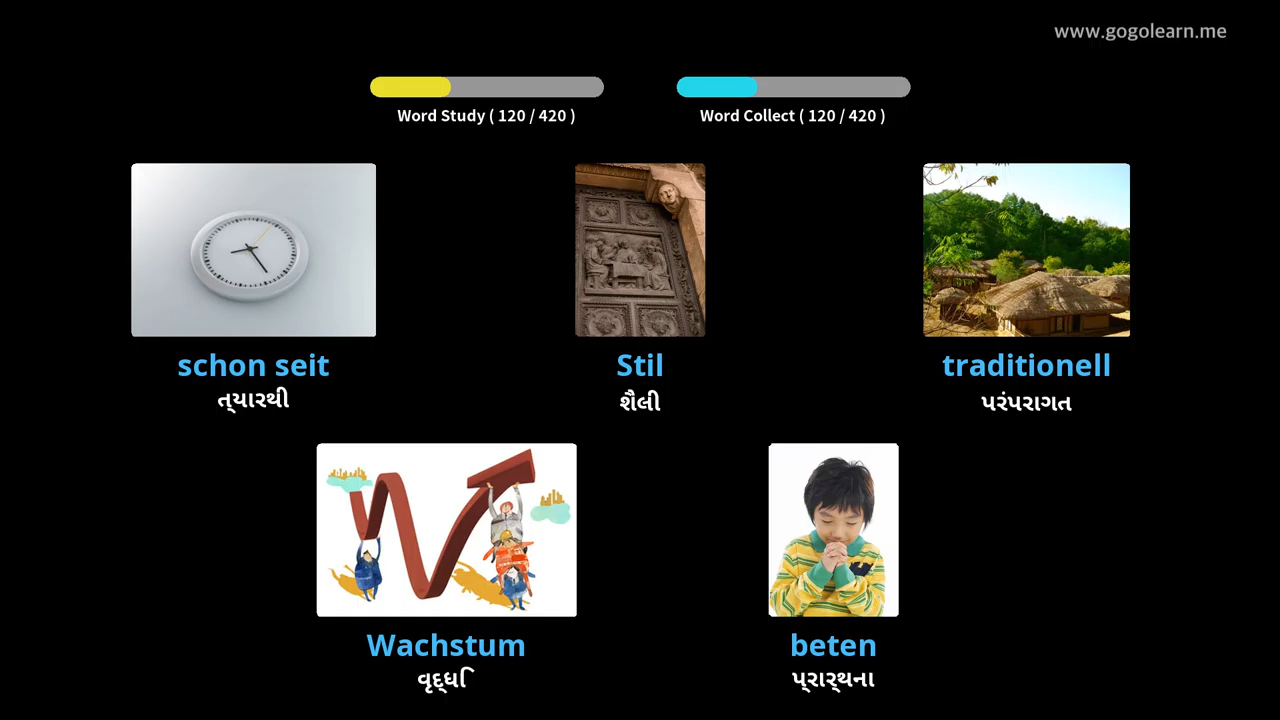 www.gogolearn.me
Word Study ( 120 / 420 )
Word Collect ( 120 / 420 )
schon seit
ત્યારથી
Stil
શૈલી
traditionell
પરંપરાગત
Wachstum
વૃદ્ધિ
beten
પ્રાર્થના